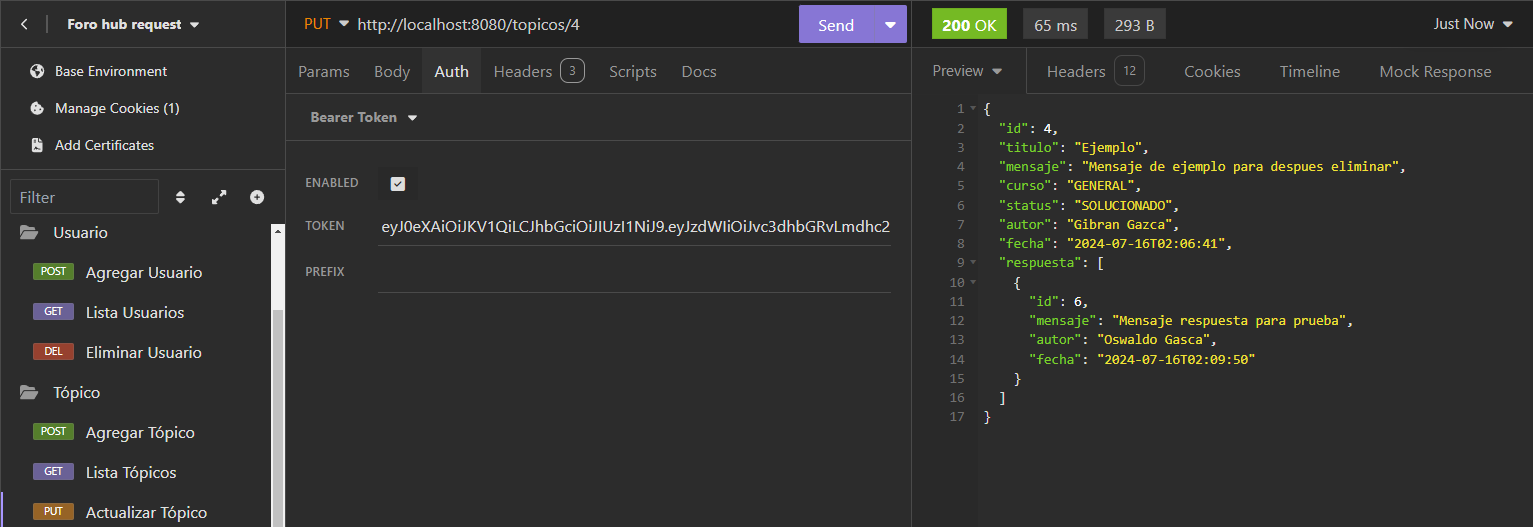 Foro hub request
Base Environment
Manage Cookies (1)
Add Certificates
Filter
Usuario
POST Agregar Usuario
GET Lista Usuarios
DEL Eliminar Usuario
Tópico
POST Agregar Tópico
GET Lista Tópicos
PUT Actualizar Tópico
PUT http://localhost:8080/topicos/4 Send
Params Body Auth Headers 3 Scripts Docs
Bearer Token
ENABLED
TOKEN eyJ0eXAiOiJKV1QiLCJhbGciOiJIUzI1NiJ9.eyJzdWIiOiJvc3dhbGRvLmdhc2
PREFIX
200 OK 65 ms 293 B Just Now
Preview Headers 12 Cookies Timeline Mock Response
1 {
2 "id": 4,
3 "titulo": "Ejemplo",
4 "mensaje": "Mensaje de ejemplo para despues eliminar",
5 "curso": "GENERAL",
6 "status": "SOLUCIONADO",
7 "autor": "Gibran Gazca",
8 "fecha": "2024-07-16T02:06:41",
9 "respuesta": [
10 {
11 "id": 6,
12 "mensaje": "Mensaje respuesta para prueba",
13 "autor": "Oswaldo Gasca",
14 "fecha": "2024-07-16T02:09:50"
15 }
16 ]
17 }